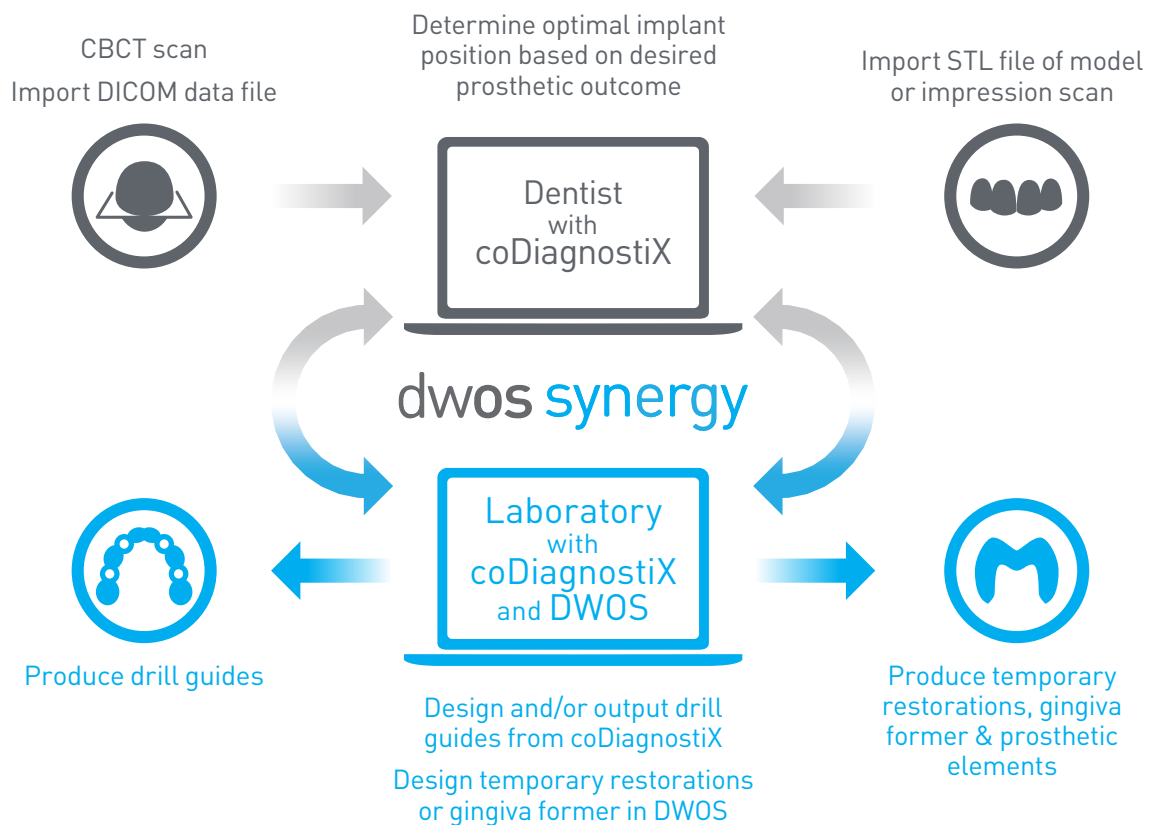 CBCT scan
Import DICOM data file
Determine optimal implant
position based on desired
prosthetic outcome
Import STL file of model
or impression scan
Dentist
with
coDiagnostiX
dwos synergy
Laboratory
with
coDiagnostiX
and DWOS
Produce drill guides
Design and/or output drill
guides from coDiagnostiX
Design temporary restorations
or gingiva former in DWOS
Produce temporary
restorations, gingiva
former & prosthetic
elements